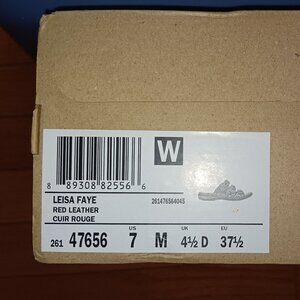 W
8 89308 82556 6
261476564045
LEISA FAYE
RED LEATHER
CUIR ROUGE
US UK EU
261 47656 7 M 4½ D 37½